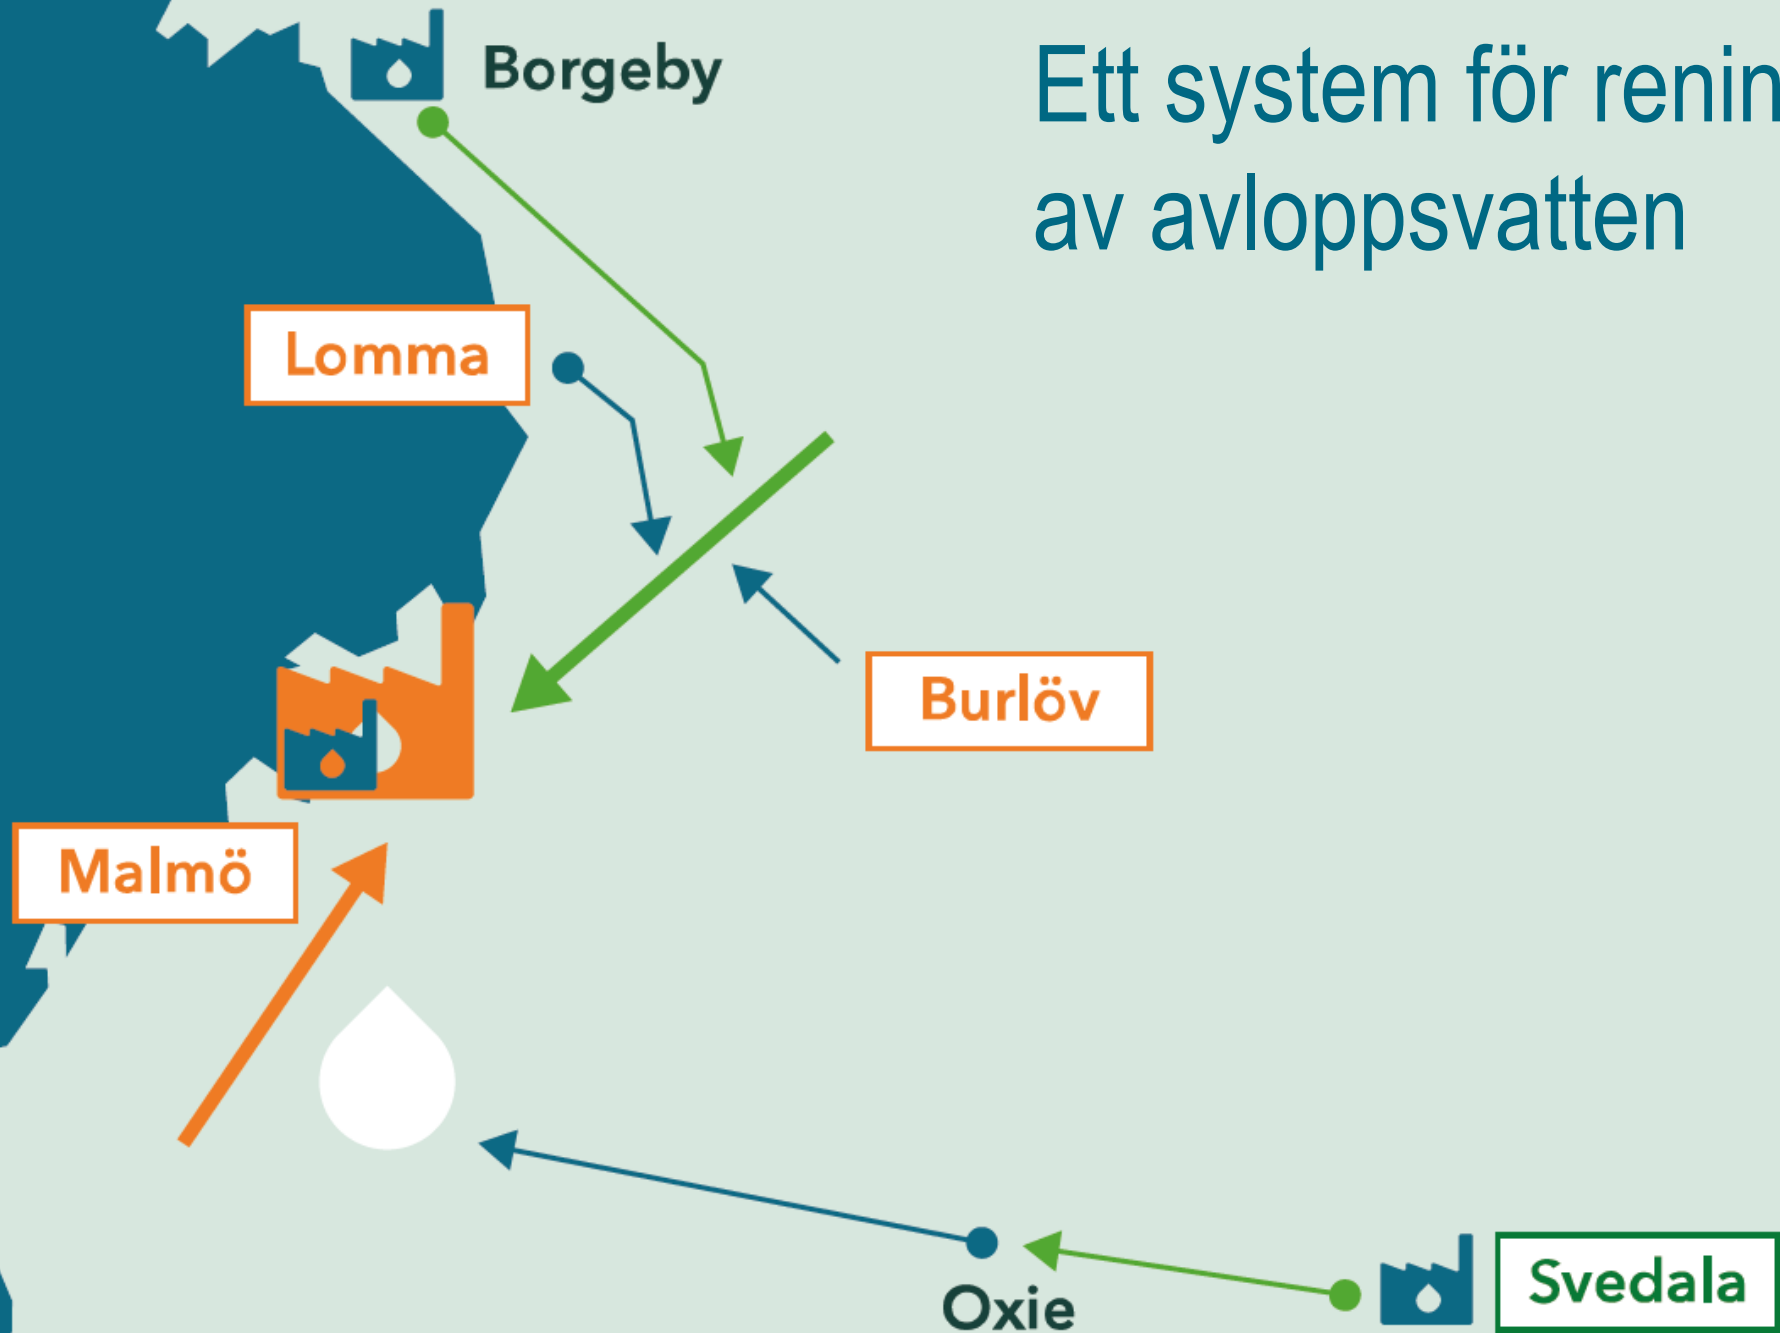 Ett system för renin
av avloppsvatten
Borgeby
Lomma
Burlöv
Malmö
Oxie
Svedala